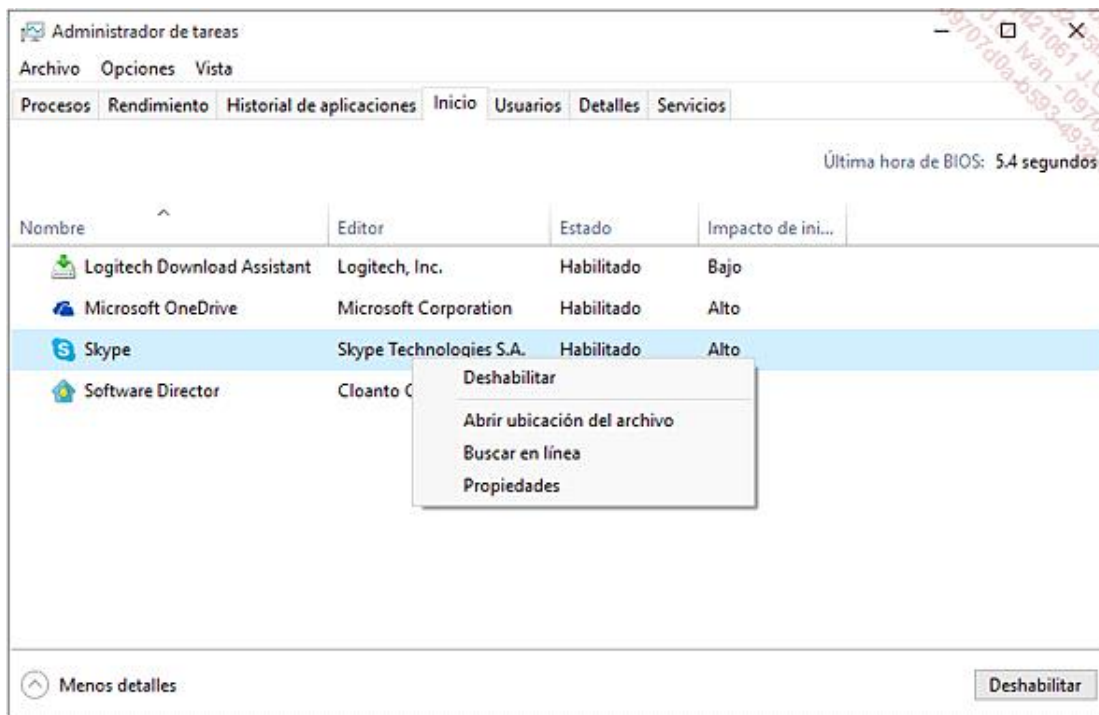 Administrador de tareas
Archivo Opciones Vista
Procesos Rendimiento Historial de aplicaciones Inicio Usuarios Detalles Servicios
Última hora de BIOS: 5.4 segundos
Nombre Editor Estado Impacto de ini...
Logitech Download Assistant Logitech, Inc. Habilitado Bajo
Microsoft OneDrive Microsoft Corporation Habilitado Alto
Skype Skype Technologies S.A. Habilitado Alto
Software Director Cloanto
Deshabilitar
Abrir ubicación del archivo
Buscar en línea
Propiedades
Menos detalles Deshabilitar